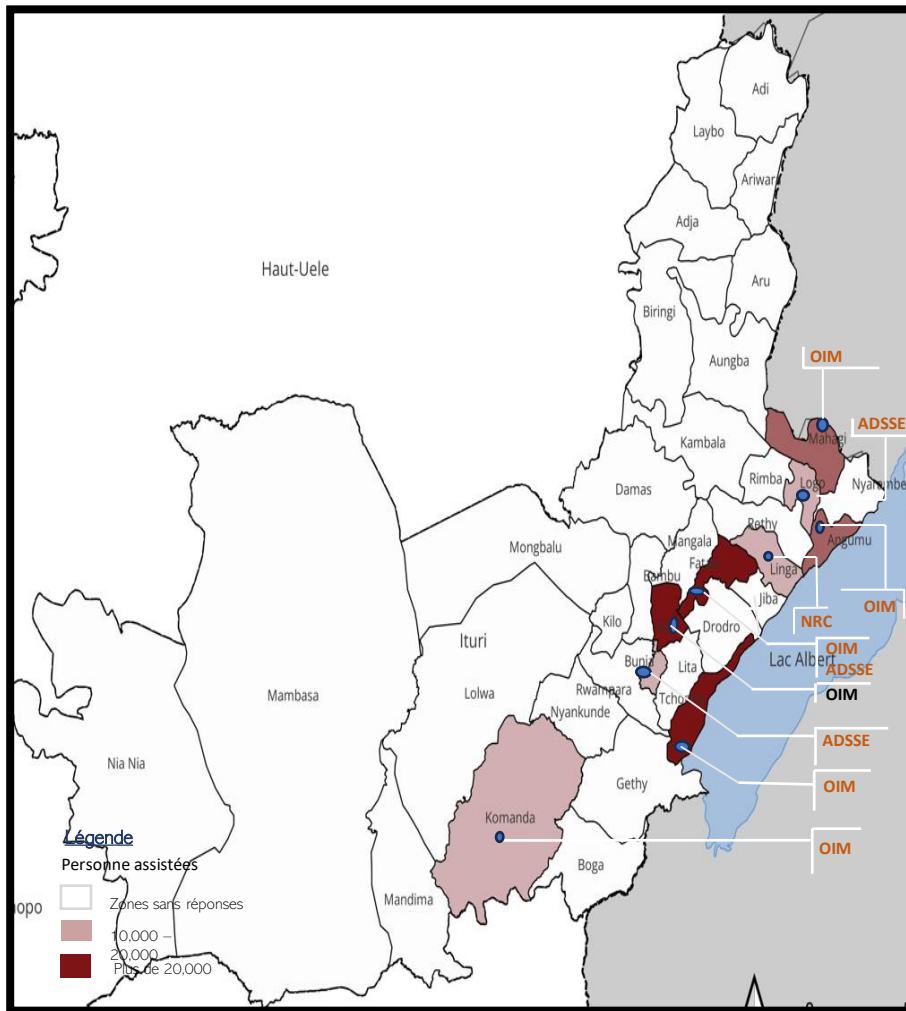 Adi
Laybo
Ariwara
Adja
Haut-Uele
Aru
Biringi
Aungba
OIM
ADSSE
Mahagi
Kambala
Rimba
Logo
Nyarambe
Damas
Rethy
Angumu
Mangala
Mongbalu
Fataki
Linga
Bambu
Jiba
OIM
NRC
Kilo
Drodro
OIM
ADSSE
Ituri
Lac Albert
Bunia
Lita
OIM
Mambasa
Lolwa
Rwampara
Tchomia
Nyankunde
ADSSE
Nia Nia
Gethy
OIM
Komanda
Légende
OIM
Personne assistées
Boga
Mandima
Zones sans réponses
10,000 –
20,000
Plus de 20,000